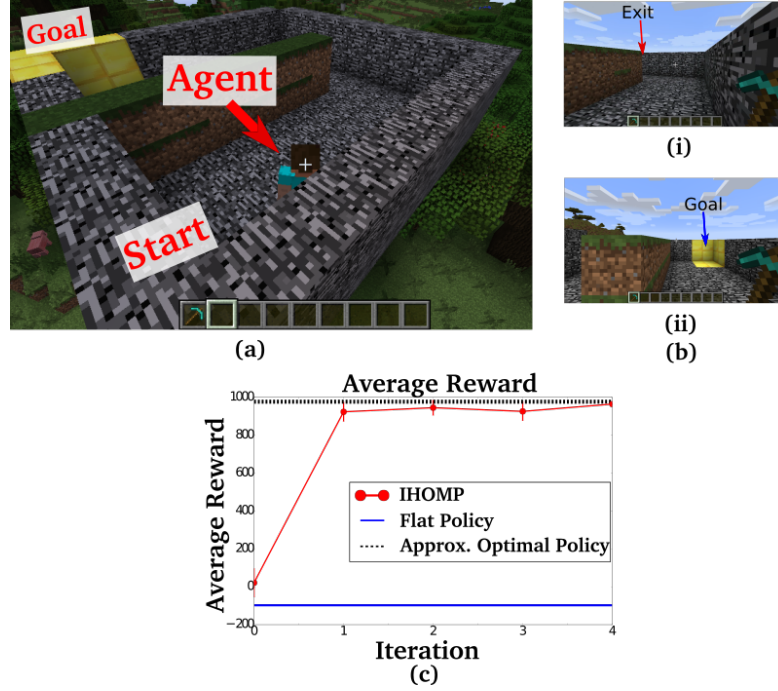 Goal
Agent
Start
(a)
Exit
(i)
Goal
(ii)
(b)
Average Reward
Average Reward
1000
800
600
400
200
0
−200
IHOMP
Flat Policy
Approx. Optimal Policy
0 1 2 3 4
Iteration
(c)